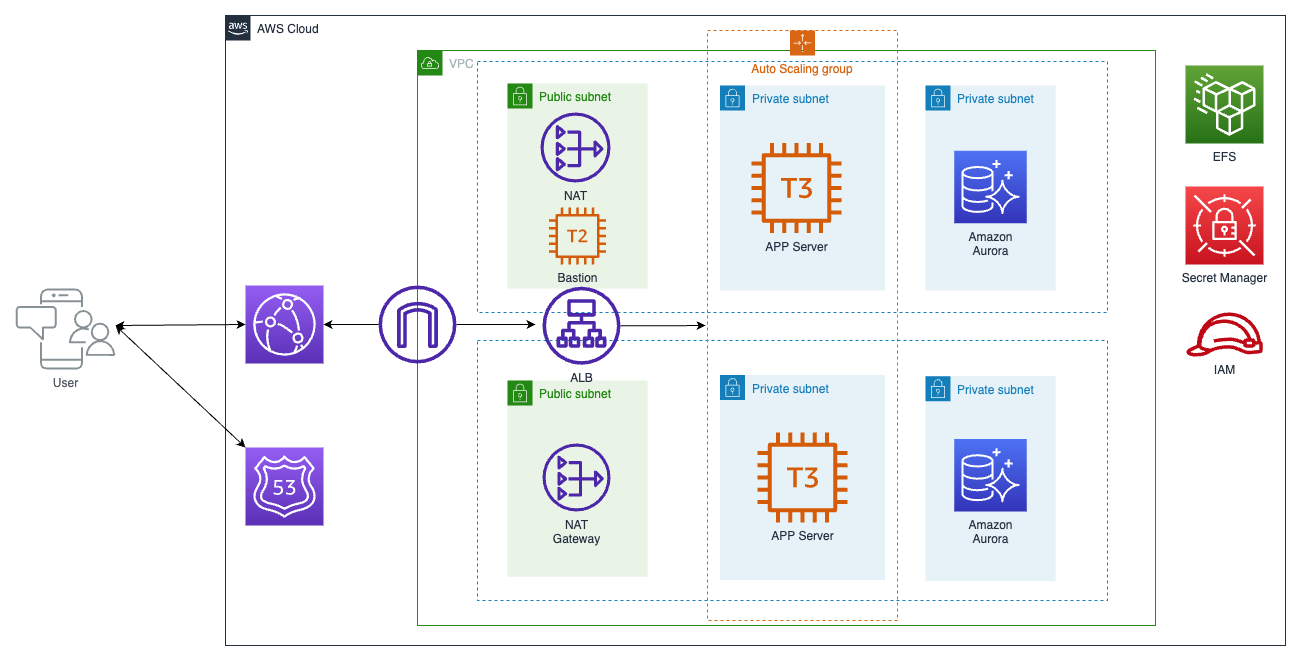 aws
AWS Cloud
VPC
Auto Scaling group
Public subnet
NAT
T2
Bastion
Private subnet
T3
APP Server
Private subnet
Amazon
Aurora
EFS
Secret Manager
IAM
User
53
ALB
Public subnet
NAT
Gateway
Private subnet
T3
APP Server
Private subnet
Amazon
Aurora